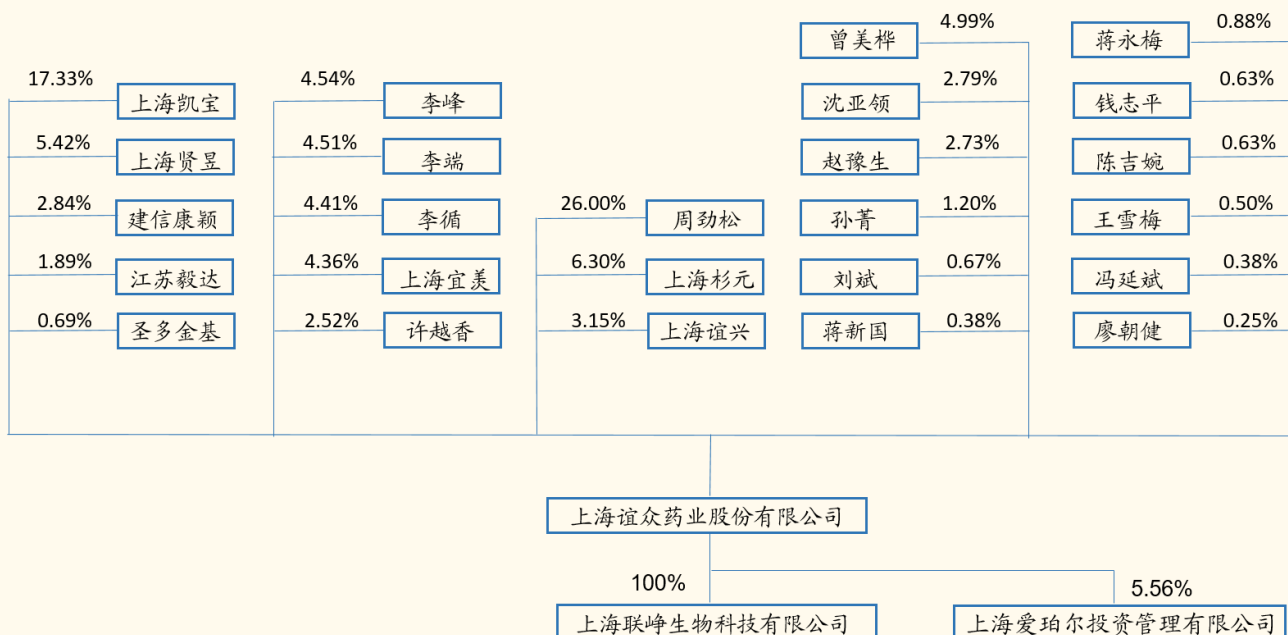 17.33%
上海凯宝
5.42%
上海贤昱
2.84%
建信康颖
1.89%
江苏毅达
0.69%
圣多金基
4.54%
李峰
4.51%
李端
4.41%
李循
4.36%
上海宜美
2.52%
许越香
26.00%
周劲松
6.30%
上海杉元
3.15%
上海谊兴
曾美桦
4.99%
沈亚领
2.79%
赵豫生
2.73%
孙菁
1.20%
刘斌
0.67%
蒋新国
0.38%
蒋永梅
0.88%
钱志平
0.63%
陈吉婉
0.63%
王雪梅
0.50%
冯延斌
0.38%
廖朝健
0.25%
上海谊众药业股份有限公司
100%
上海联峥生物科技有限公司
5.56%
上海爱珀尔投资管理有限公司